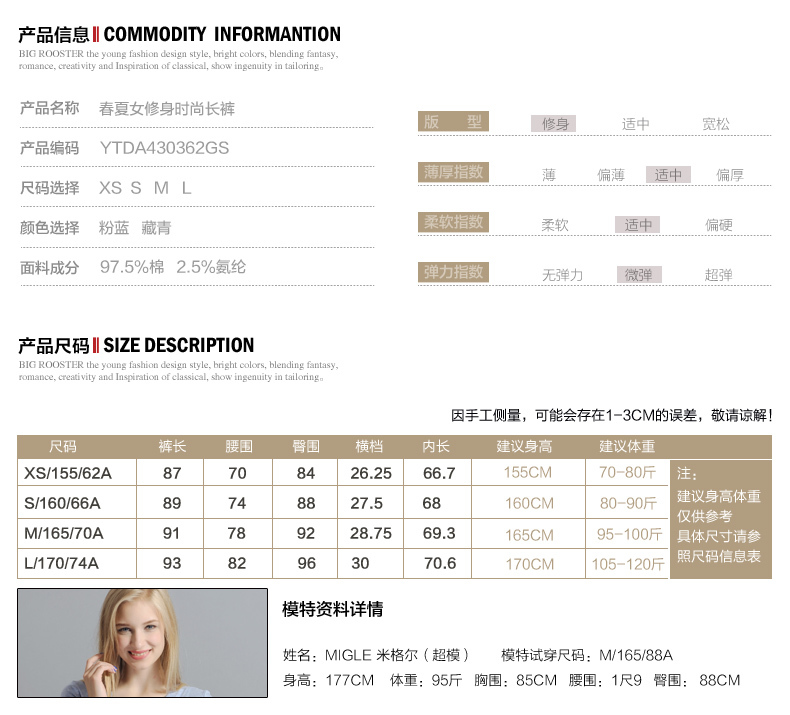 产品信息 COMMODITY INFORMANTION
BIG ROOSTER the young fashion design style, bright colors, blending fantasy,
romance, creativity and Inspiration of classical, show ingenuity in tailoring。
产品名称 春夏女修身时尚长裤
产品编码 YTDA430362GS
尺码选择 XS S M L
颜色选择 粉蓝 藏青
面料成分 97.5%棉 2.5%氨纶
版 型 修身 适中 宽松
薄厚指数 薄 偏薄 适中 偏厚
柔软指数 柔软 适中 偏硬
弹力指数 无弹力 微弹 超弹
产品尺码 SIZE DESCRIPTION
BIG ROOSTER the young fashion design style, bright colors, blending fantasy,
romance, creativity and Inspiration of classical, show ingenuity in tailoring。
因手工侧量，可能会存在1-3CM的误差，敬请谅解！
尺码 裤长 腰围 臀围 横档 内长 建议身高 建议体重
XS/155/62A 87 70 84 26.25 66.7 155CM 70-80斤
S/160/66A 89 74 88 27.5 68 160CM 80-90斤
M/165/70A 91 78 92 28.75 69.3 165CM 95-100斤
L/170/74A 93 82 96 30 70.6 170CM 105-120斤
注：
建议身高体重
仅供参考
具体尺寸请参
照尺码信息表
模特资料详情
姓名：MIGLE 米格尔（超模） 模特试穿尺码：M/165/88A
身高：177CM 体重：95斤 胸围：85CM 腰围：1尺9 臀围： 88CM